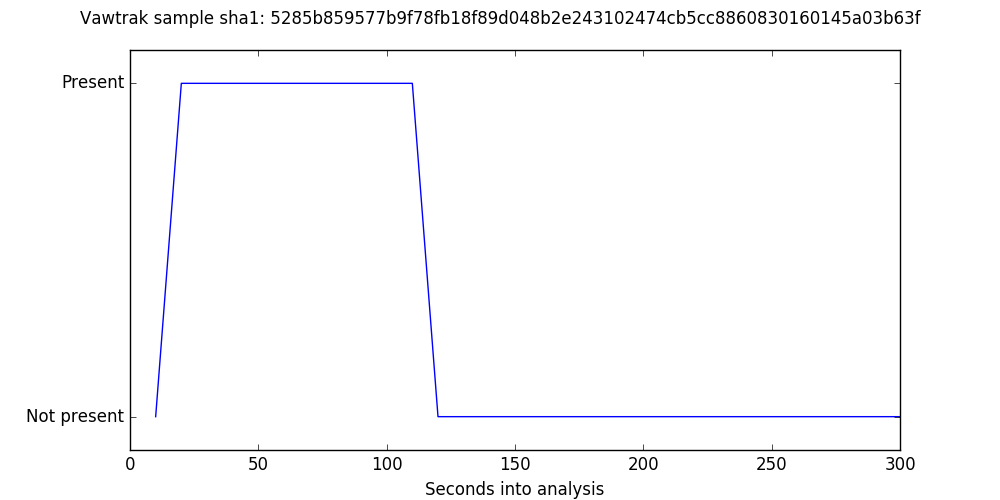 Vawtrak sample sha1: 5285b859577b9f78fb18f89d048b2e243102474cb5cc8860830160145a03b63f
Present
Not present
0 50 100 150 200 250 300
Seconds into analysis